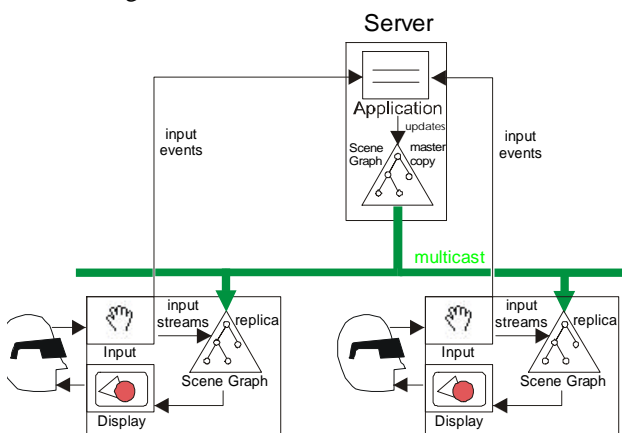 Server
Application
updates
Scene
Graph
master
copy
input
events
input
events
multicast
input
streams
replica
Input
Scene Graph
Display
input
streams
replica
Input
Scene Graph
Display